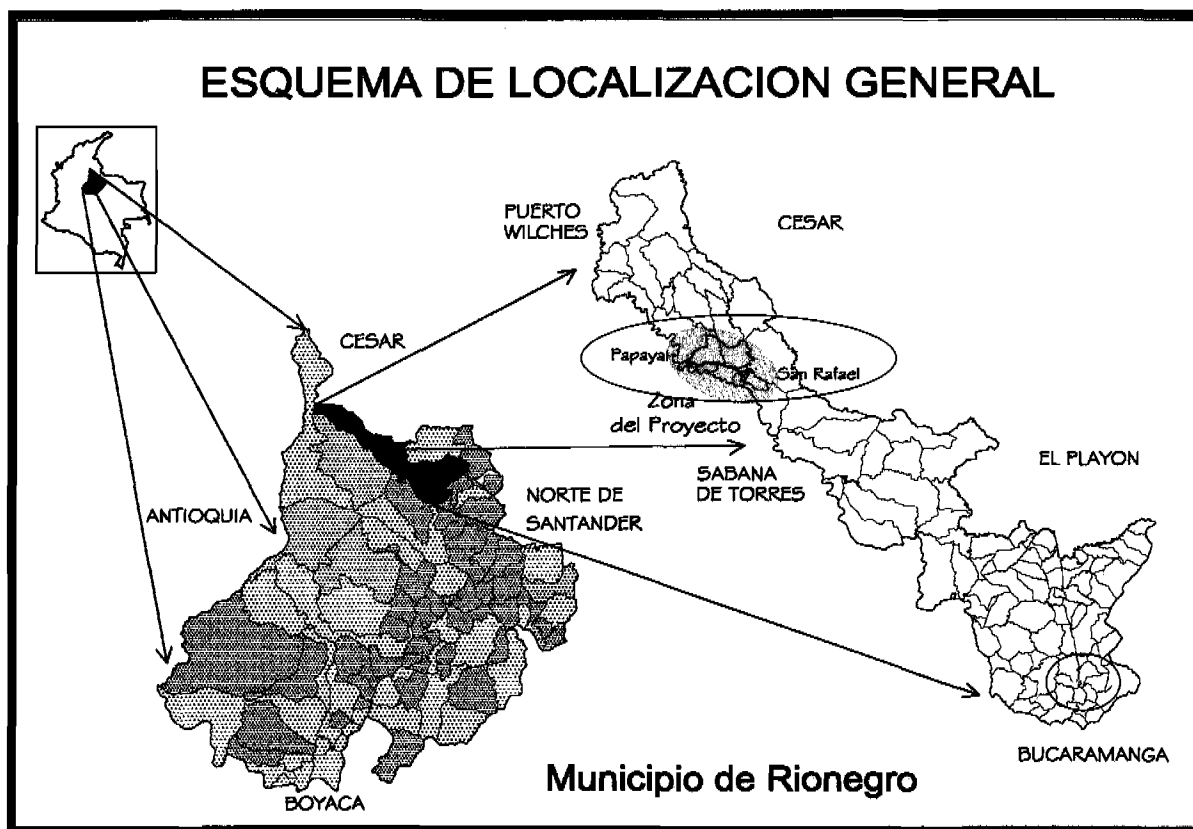 ESQUEMA DE LOCALIZACION GENERAL
PUERTO
WILCHES
CESAR
CESAR
Papayal
San Rafael
Zona
del Proyecto
SABANA
DE TORRES
EL PLAYON
ANTIOQUIA
NORTE DE
SANTANDER
BUCARAMANGA
Municipio de Rionegro
BOYACA